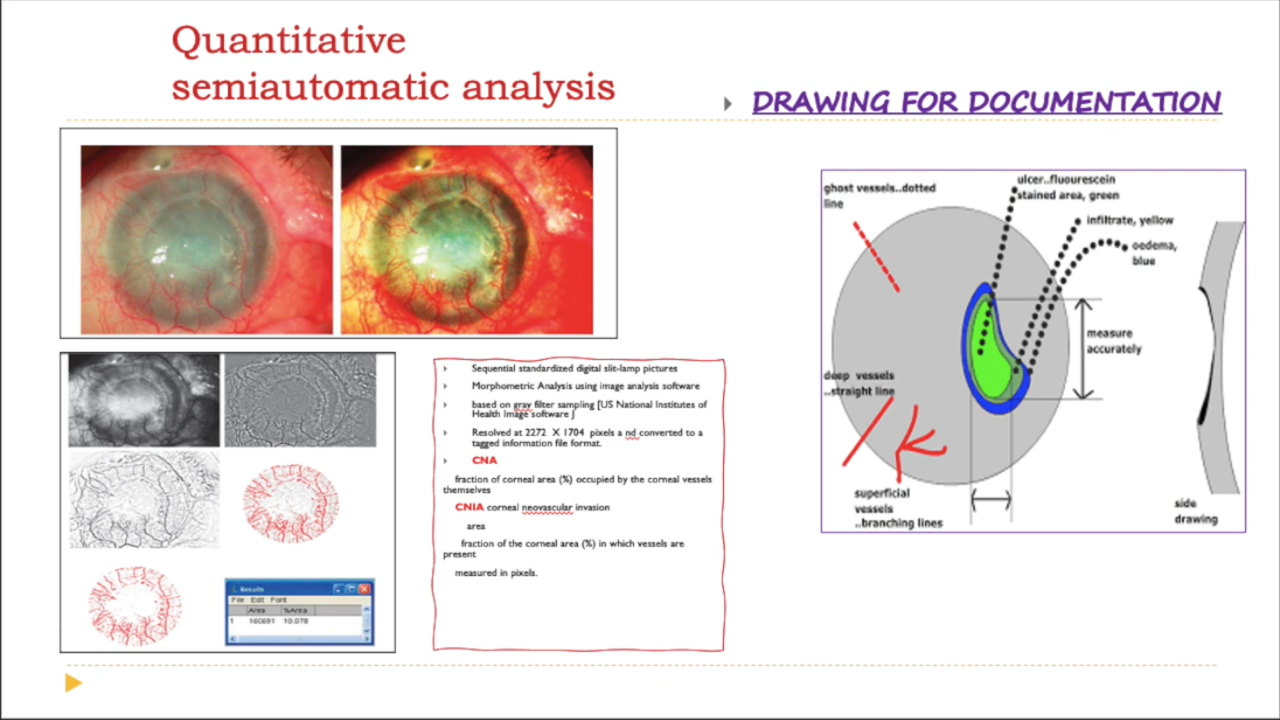 Quantitative
semiautomatic analysis
DRAWING FOR DOCUMENTATION
Sequential standardized digital slit-lamp pictures
Morphometric Analysis using image analysis software
based on gray filter sampling [US National Institutes of
Health Image software ]
Resolved at 2272 X 1704 pixels a nd converted to a
tagged information file format.
CNA
fraction of corneal area (%) occupied by the corneal vessels
themselves
CNIA corneal neovascular invasion
area
fraction of the corneal area (%) in which vessels are
present
measured in pixels.
Results
File Edit Font
Area %Area
1 160691 10.078
ghost vessels..dotted
line
ulcer..fluourescein
stained area, green
infiltrate, yellow
oedema,
blue
measure
accurately
deep vessels
..straight line
superficial
vessels
..branching lines
side
drawing